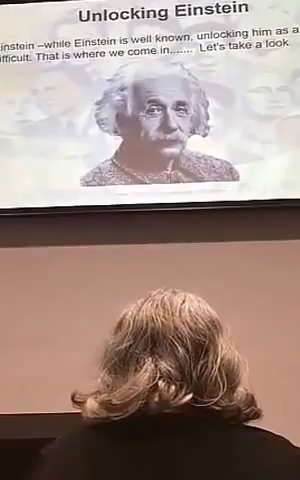 Unlocking Einstein
instein –while Einstein is well known, unlocking him as a
fficult. That is where we come in....... Let's take a look